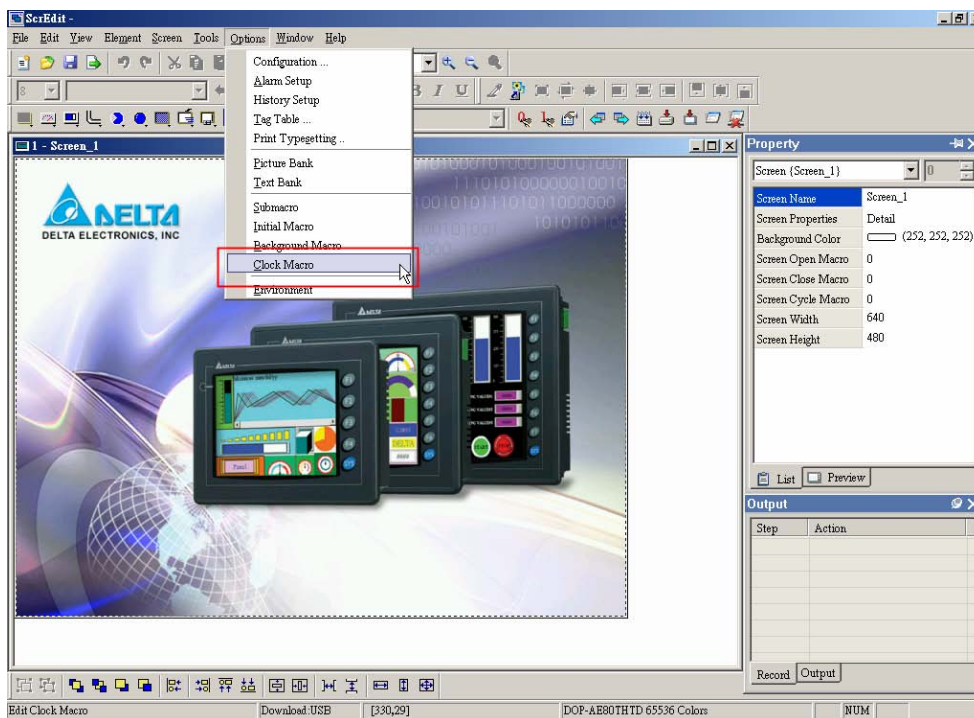 ScrEdit -
File Edit View Element Screen Tools Options Window Help
Configuration ...
Alarm Setup
History Setup
Tag Table ...
Print Typegetting ..
Picture Bank
Text Bank
Submacro
Initial Macro
Background Macro
Clock Macro
Environment
8
B I U
1 - Screen_1
DELTA
DELTA ELECTRONICS, INC
Property
Screen {Screen_1}
0
Screen Name Screen_1
Screen Properties Detail
Background Color (252, 252, 252)
Screen Open Macro 0
Screen Close Macro 0
Screen Cycle Macro 0
Screen Width 640
Screen Height 480
List Preview
Output
Step Action
Record Output
Edit Clock Macro Download:USB [330,29] DOP-AE80THTD 65536 Colors NUM